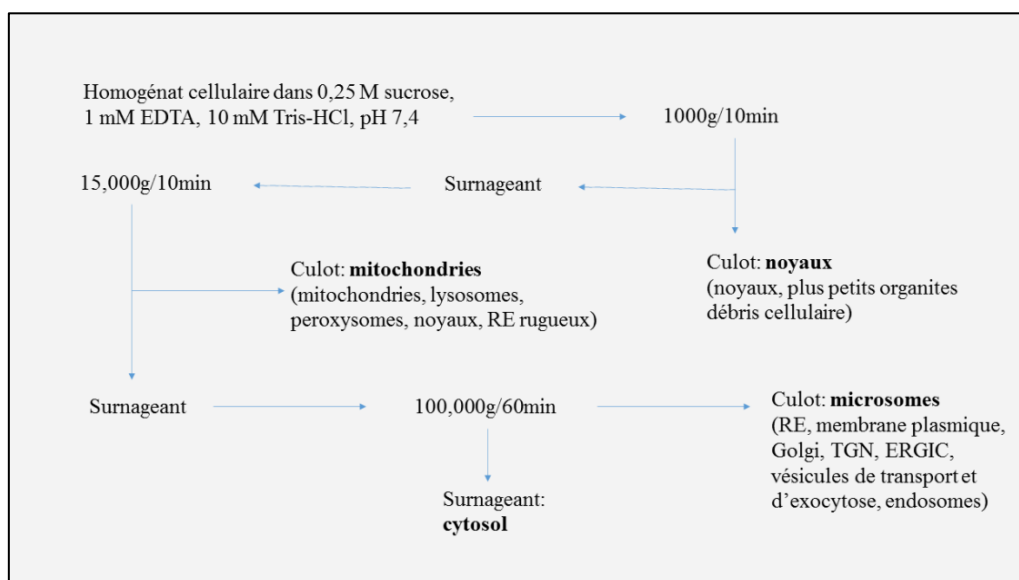 Homogénat cellulaire dans 0,25 M sucrose,
1 mM EDTA, 10 mM Tris-HCl, pH 7,4
1000g/10min
15,000g/10min
Surnageant
Culot: mitochondries
(mitochondries, lysosomes,
peroxysomes, noyaux, RE rugueux)
Culot: noyaux
(noyaux, plus petits organites
débris cellulaire)
Surnageant
100,000g/60min
Culot: microsomes
(RE, membrane plasmique,
Golgi, TGN, ERGIC,
vésicules de transport et
d'exocytose, endosomes)
Surnageant:
cytosol